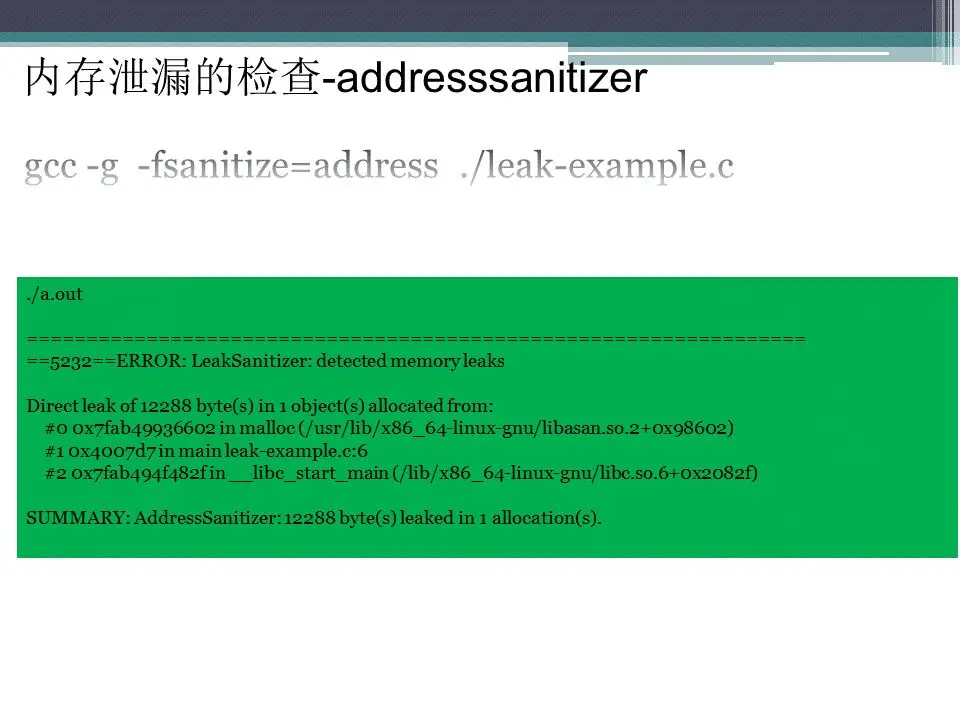 内存泄漏的检查-addresssanitizer
gcc -g -fsanitize=address ./leak-example.c
./a.out
=================================================================
==5232==ERROR: LeakSanitizer: detected memory leaks
Direct leak of 12288 byte(s) in 1 object(s) allocated from:
#0 0x7fab49936602 in malloc (/usr/lib/x86_64-linux-gnu/libasan.so.2+0x98602)
#1 0x4007d7 in main leak-example.c:6
#2 0x7fab494f482f in __libc_start_main (/lib/x86_64-linux-gnu/libc.so.6+0x2082f)
SUMMARY: AddressSanitizer: 12288 byte(s) leaked in 1 allocation(s).